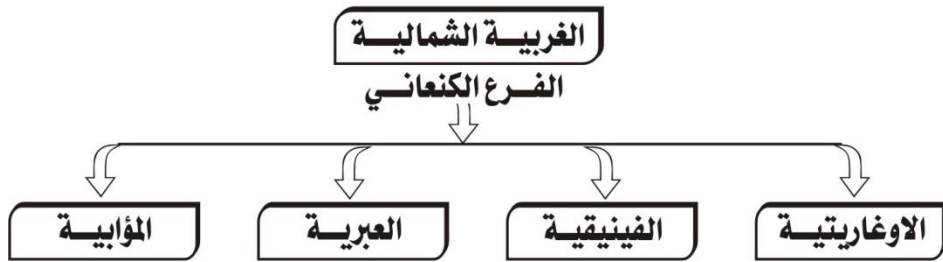 الغربية الشمالية
الفرع الكنعاني
الاوغاريتية
الفينيقية
العبرية
المؤابية